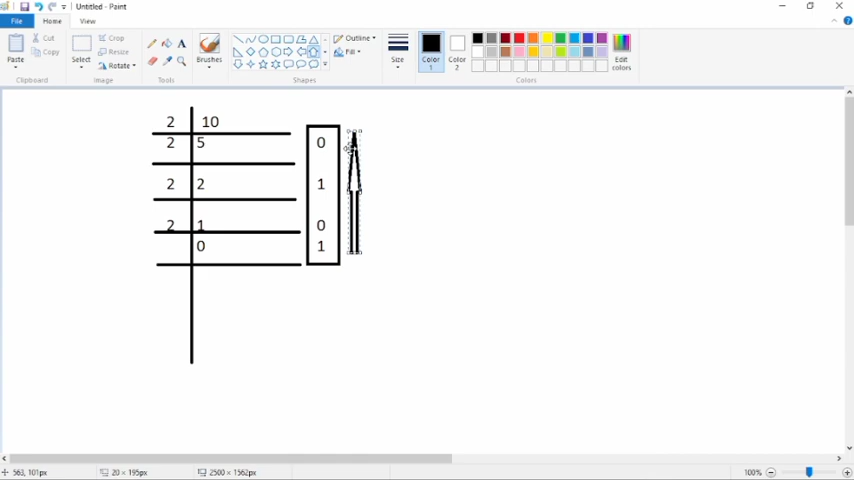 Untitled - Paint
File Home View
Paste
Cut
Copy
Clipboard
Select
Crop
Resize
Rotate
Image
A
Tools
Brushes
Outline
Fill
Shapes
Size
Color 1
Color 2
Edit colors
Colors
2 10
2 5 0
2 2 1
2 1 0
0 1
563, 101px
20 × 195px
2500 × 1562px
100%